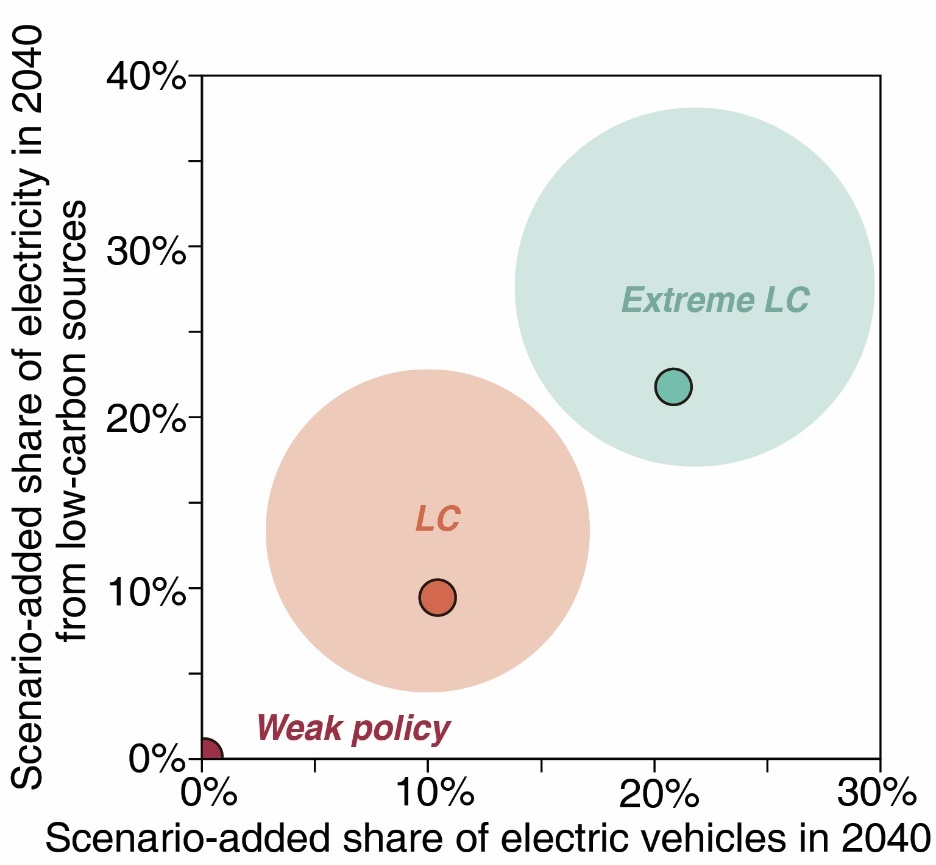 Scenario-added share of electricity in 2040
from low-carbon sources
40%
30%
20%
10%
0%
Extreme LC
LC
Weak policy
0%
10%
20%
30%
Scenario-added share of electric vehicles in 2040